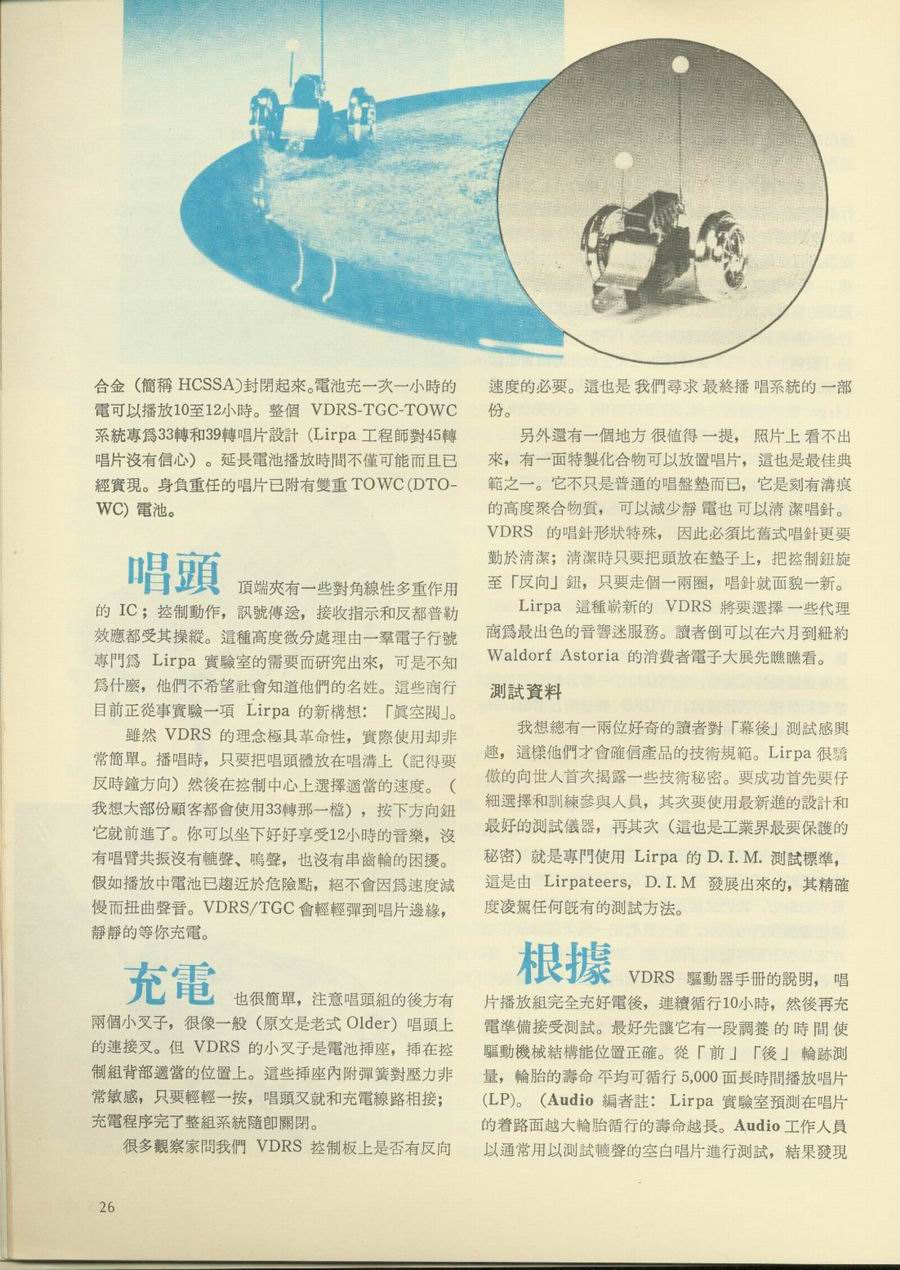 合金（簡稱 HCSSA)封閉起來。電池充一次一小時的
電可以播放10至12小時。整個 VDRS-TGC-TOWC
系統專爲33轉和39轉唱片設計（Lirpa 工程師對45轉
唱片沒有信心）。延長電池播放時間不僅可能而且已
經實現。身負重任的唱片已附有雙重 TOWC (DTO-
WC) 電池。
唱頭 頂端夾有一些對角線性多重作用
的 IC；控制動作，訊號傳送，接收指示和反都普勒
效應都受其操縱。這種高度微分處理由一羣電子行號
專門爲 Lirpa 實驗室的需要而研究出來，可是不知
爲什麼，他們不希望社會知道他們的名姓。這些商行
目前正從事實驗一項 Lirpa 的新構想：「眞空閥」。
雖然 VDRS 的理念極具革命性，實際使用却非
常簡單。播唱時，只要把唱頭體放在唱溝上（記得要
反時鐘方向）然後在控制中心上選擇適當的速度。（
我想大部份顧客都會使用33轉那一檔），按下方向鈕
它就前進了。你可以坐下好好享受12小時的音樂，沒
有唱臂共振沒有轆聲、嗚聲，也沒有串齒輪的困擾。
假如播放中電池已趨近於危險點，絕不會因爲速度減
慢而扭曲聲音。VDRS/TGC 會輕輕彈到唱片邊緣，
靜靜的等你充電。
充電 也很簡單，注意唱頭組的後方有
兩個小叉子，很像一般（原文是老式 Older）唱頭上
的連接叉。但 VDRS 的小叉子是電池揷座，揷在控
制組背部適當的位置上。這些揷座內附彈簧對壓力非
常敏感，只要輕輕一按，唱頭又就和充電線路相接；
充電程序完了整組系統隨卽關閉。
很多觀察家問我們 VDRS 控制板上是否有反向
速度的必要。這也是我們尋求最終播唱系統的一部
份。
另外還有一個地方很值得一提，照片上看不出
來，有一面特製化合物可以放置唱片，這也是最佳典
範之一。它不只是普通的唱盤墊而已，它是刻有溝痕
的高度聚合物質，可以減少靜電也可以淸潔唱針。
VDRS 的唱針形狀特殊，因此必須比舊式唱針更要
勤於淸潔；淸潔時只要把頭放在墊子上，把控制鈕旋
至「反向」鈕，只要走個一兩圈，唱針就面貌一新。
Lirpa 這種嶄新的 VDRS 將要選擇一些代理
商爲最出色的音響迷服務。讀者倒可以在六月到紐約
Waldorf Astoria 的消費者電子大展先瞧瞧看。
測試資料
我想總有一兩位好奇的讀者對「幕後」測試感興
趣，這樣他們才會確信產品的技術規範。Lirpa 很驕
傲的向世人首次揭露一些技術秘密。要成功首先要仔
細選擇和訓練參與人員，其次要使用最新進的設計和
最好的測試儀器，再其次（這也是工業界最要保護的
秘密）就是專門使用 Lirpa 的 D. I. M. 測試標準，
這是由 Lirpateers, D. I. M 發展出來的，其精確
度凌駕任何旣有的測試方法。
根據 VDRS 驅動器手册的說明，唱
片播放組完全充好電後，連續循行10小時，然後再充
電準備接受測試。最好先讓它有一段調養的時間使
驅動機械結構能位置正確。從「前」「後」輪跡測
量，輪胎的壽命平均可循行 5,000 面長時間播放唱片
(LP)。（Audio 編者註：Lirpa 實驗室預測在唱片
的着路面越大輪胎循行的壽命越長。Audio 工作人員
以通常用以測試轆聲的空白唱片進行測試，結果發現
26